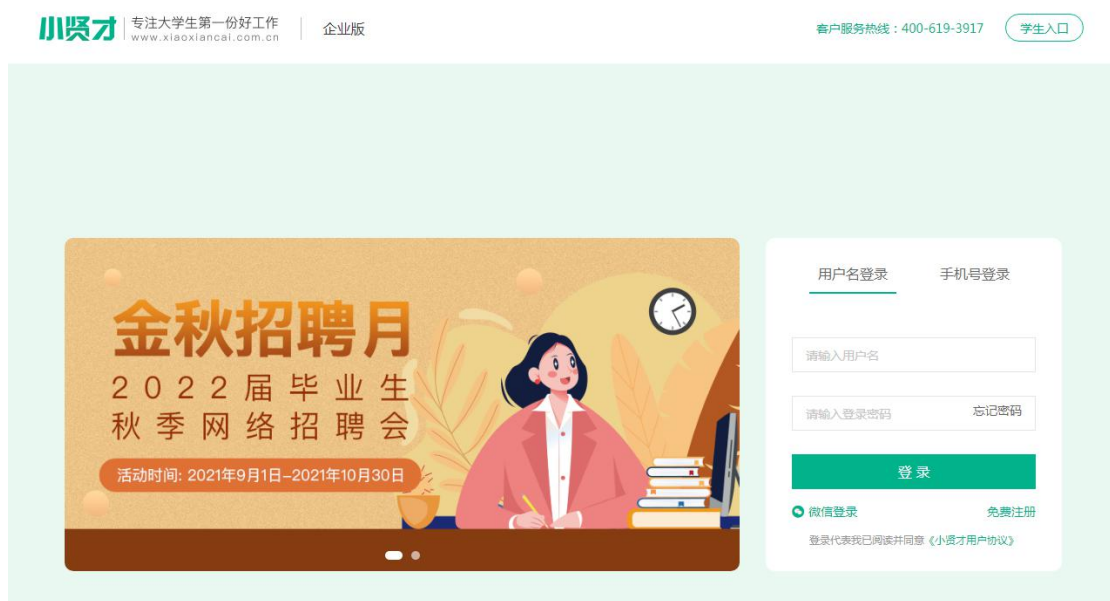 小贤才
专注大学生第一份好工作
www.xiaoxiancai.com.cn
企业版
客户服务热线：400-619-3917
学生入口
金秋招聘月
2022届毕业生
秋季网络招聘会
活动时间: 2021年9月1日-2021年10月30日
用户名登录
手机号登录
请输入用户名
请输入登录密码
忘记密码
登录
微信登录
免费注册
登录代表我已阅读并同意《小贤才用户协议》